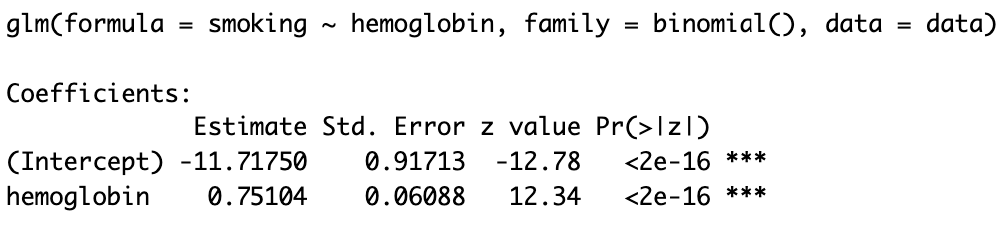 glm(formula = smoking ~ hemoglobin, family = binomial(), data = data)
Coefficients:
Estimate Std. Error z value Pr(>|z|)
(Intercept) -11.71750 0.91713 -12.78 <2e-16 ***
hemoglobin 0.75104 0.06088 12.34 <2e-16 ***